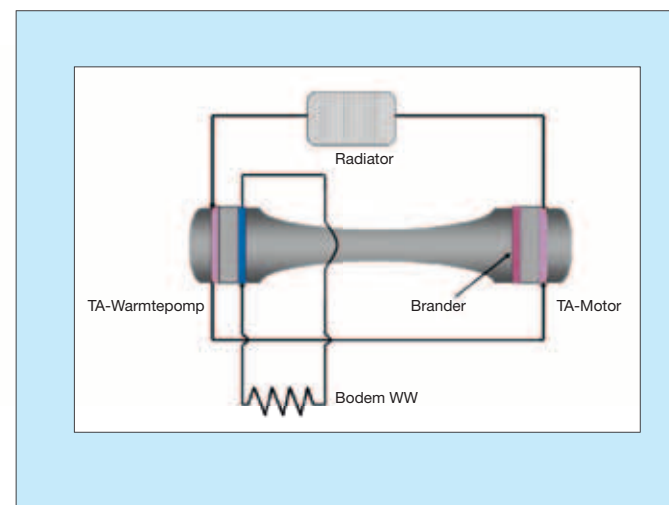 Radiator
TA-Warmtepomp
Brander
TA-Motor
Bodem WW